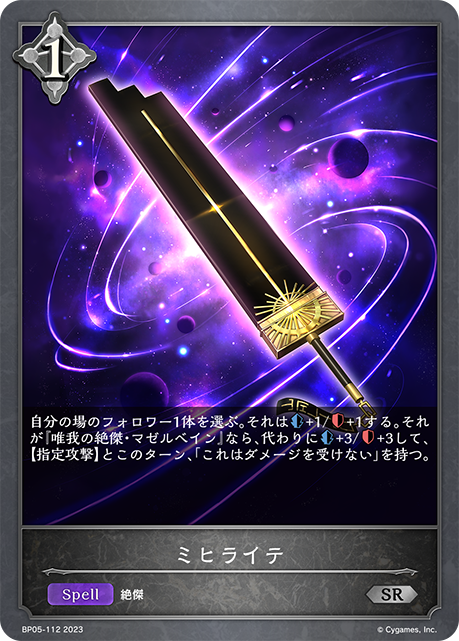 1
自分の場のフォロワー1体を選ぶ。それは+1/+1する。それ
が『唯我の絶傑・マゼルベイン』なら、代わりに+3/+3して、
【指定攻撃】とこのターン、「これはダメージを受けない」を持つ。
ミヒライテ
Spell 絶傑 SR
BP05-112 2023 © Cygames, Inc.